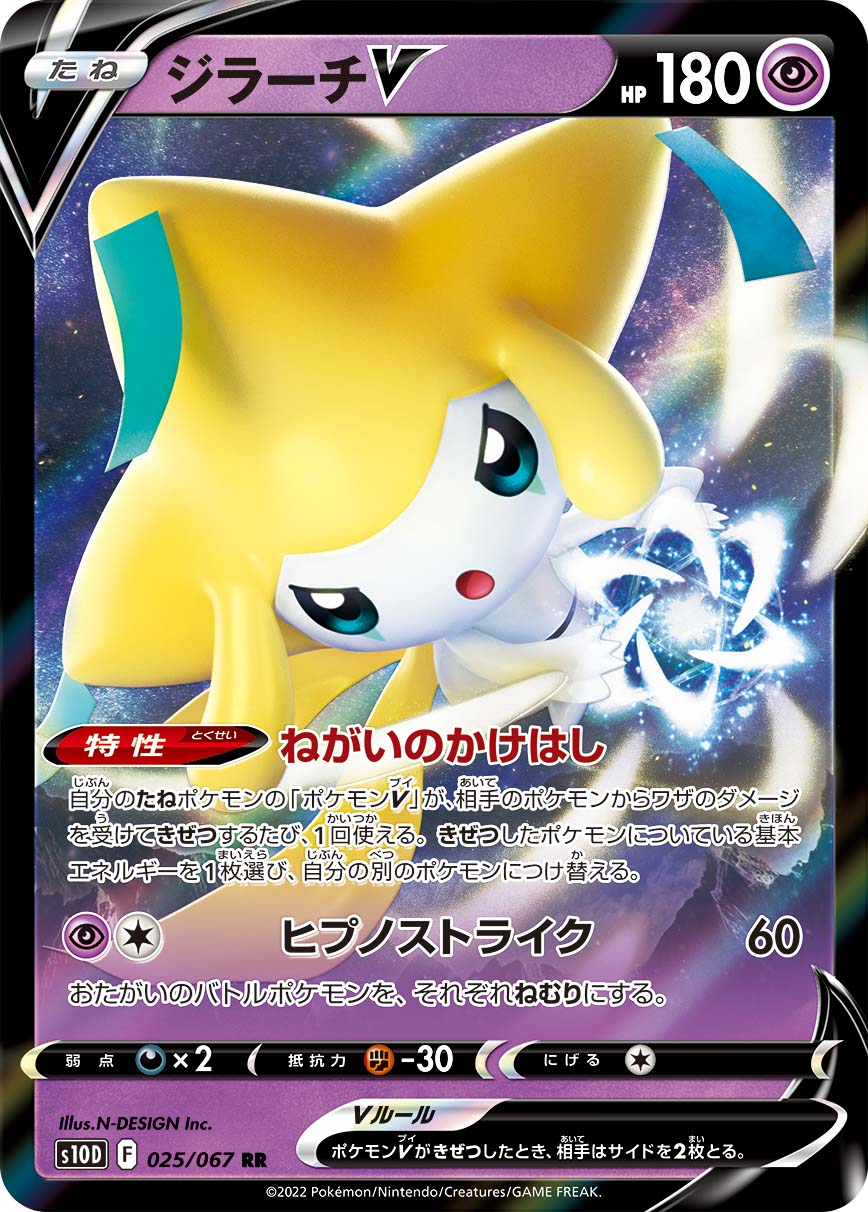 たね ジラーチV HP 180
特性 とくせい ねがいのかけはし
自分のたねポケモンの「ポケモンV」が、相手のポケモンからワザのダメージ
を受けてきぜつするたび、1回使える。きぜつしたポケモンについている基本
エネルギーを1枚選び、自分の別のポケモンにつけ替える。
ヒプノストライク 60
おたがいのバトルポケモンを、それぞれねむりにする。
弱点 ×2 抵抗力 -30 にげる
Illus.N-DESIGN Inc.
Vルール
ポケモンVがきぜつしたとき、相手はサイドを2枚とる。
s10D F 025/067 RR
©2022 Pokémon/Nintendo/Creatures/GAME FREAK.